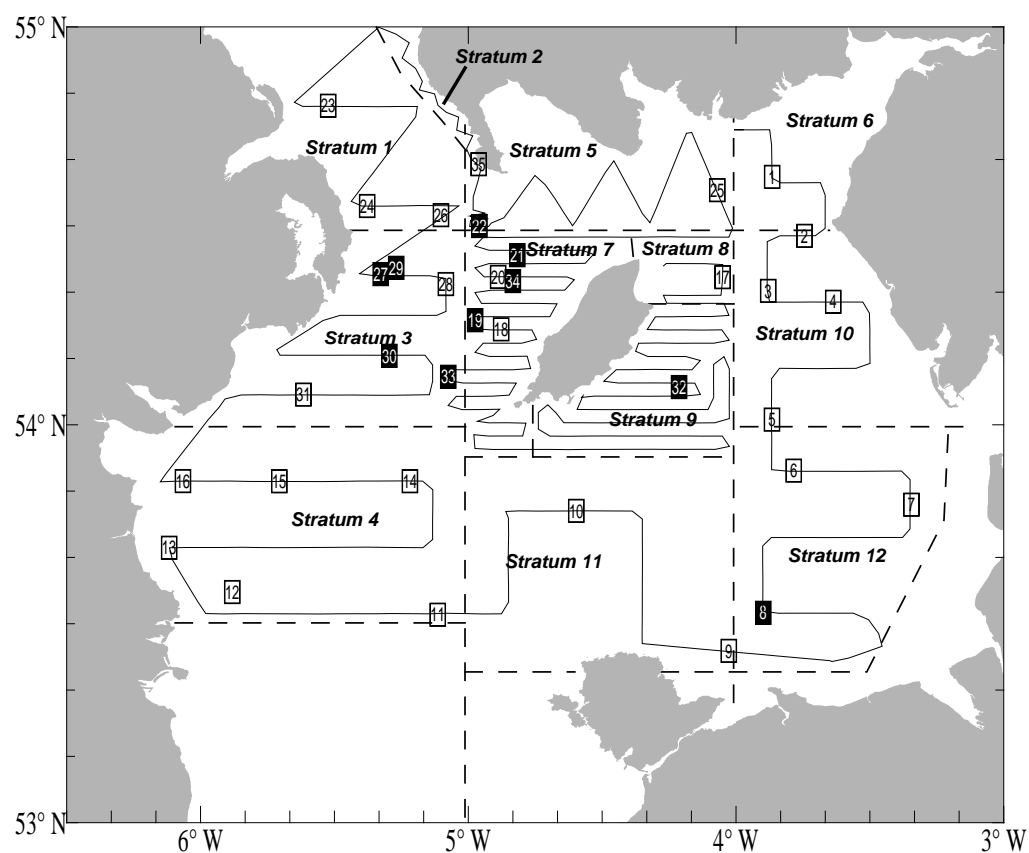 55° N
Stratum 2
23
Stratum 6
Stratum 1
Stratum 5
35
1
25
24
26
22
2
21
Stratum 7
Stratum 8
27
29
20
34
17
28
3
4
19
18
Stratum 3
Stratum 10
30
33
32
31
54° N
Stratum 9
5
6
16
15
14
7
10
Stratum 4
13
Stratum 11
Stratum 12
12
11
8
9
53° N
6° W
5° W
4° W
3° W